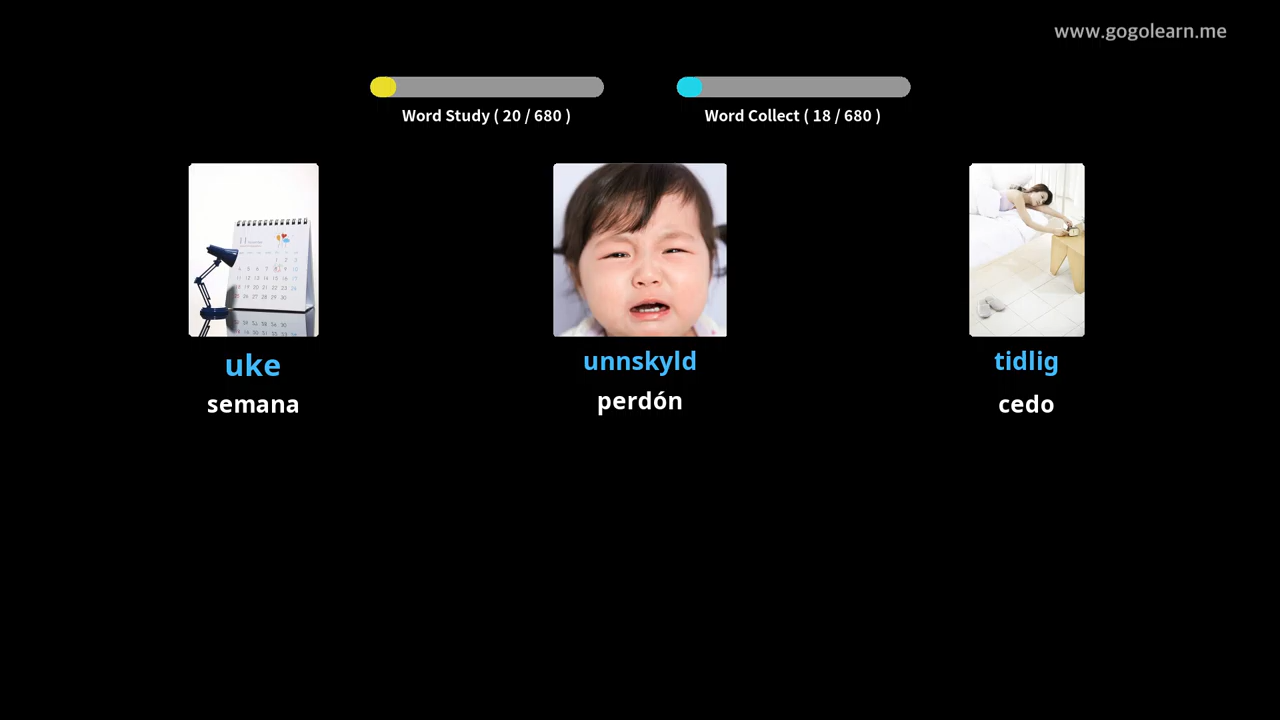 www.gogolearn.me
Word Study ( 20 / 680 )
Word Collect ( 18 / 680 )
uke
semana
unnskyld
perdón
tidlig
cedo